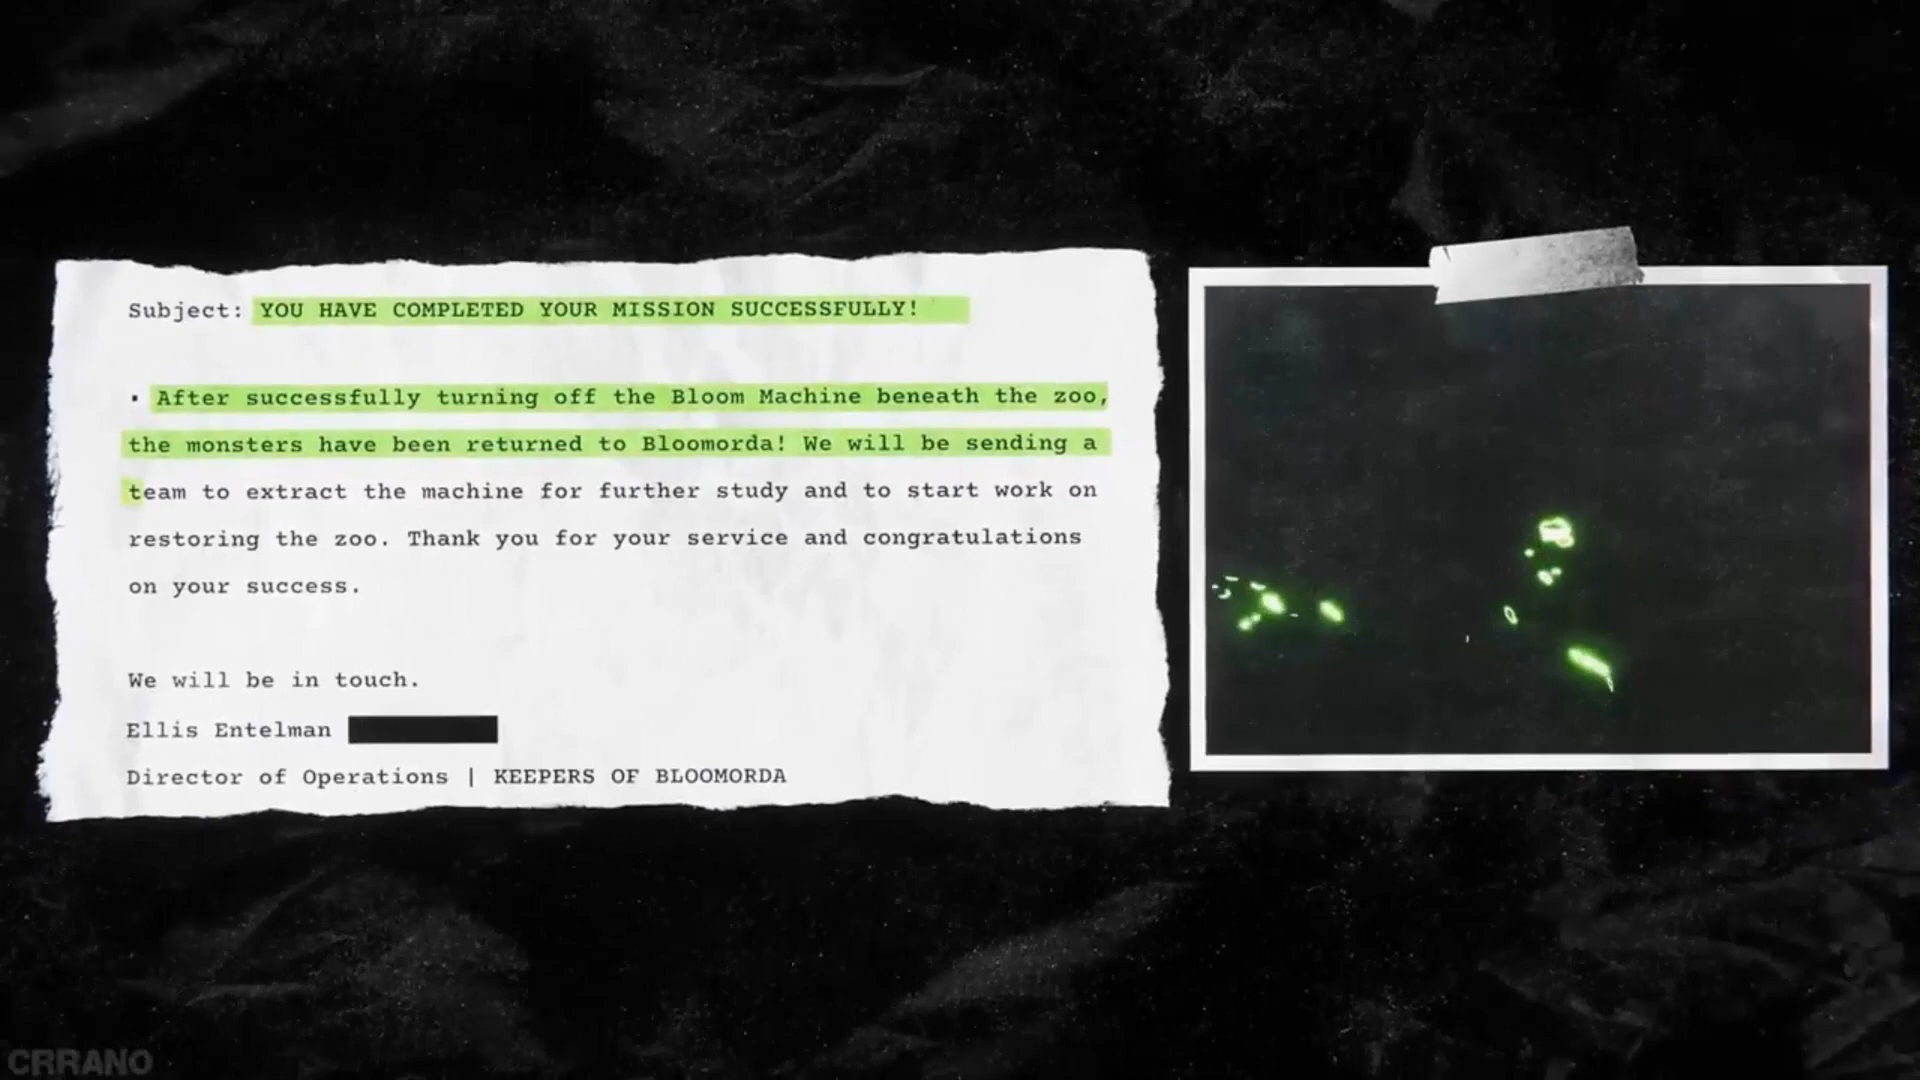 Subject: YOU HAVE COMPLETED YOUR MISSION SUCCESSFULLY!
· After successfully turning off the Bloom Machine beneath the zoo,
the monsters have been returned to Bloomorda! We will be sending a
team to extract the machine for further study and to start work on
restoring the zoo. Thank you for your service and congratulations
on your success.
We will be in touch.
Ellis Entelman
Director of Operations | KEEPERS OF BLOOMORDA
CRRANO